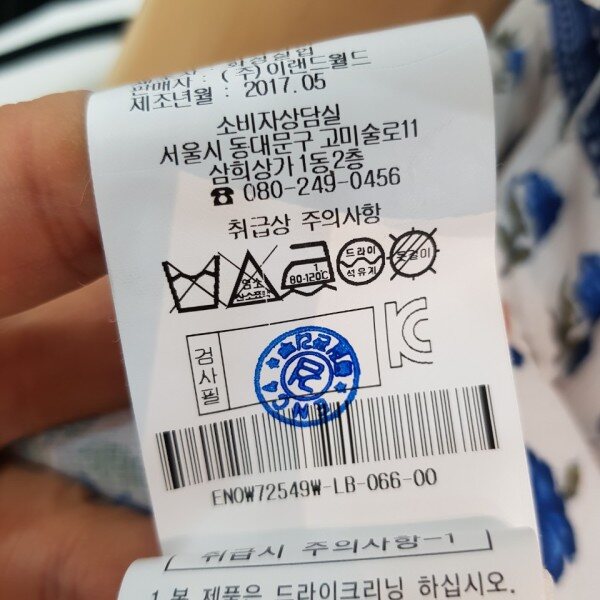 판매자 : (주)이랜드월드
제조년월 : 2017.05
소비자상담실
서울시 동대문구 고미술로11
삼희상가 1동2층
☎ 080-249-0456
취급상 주의사항
염소 산소표백
1
80-120℃
드라이
석유계
검사필
ENOW72549W-LB-066-00
취급시 주의사항-1
1.본 제품은 드라이크리닝 하십시오.